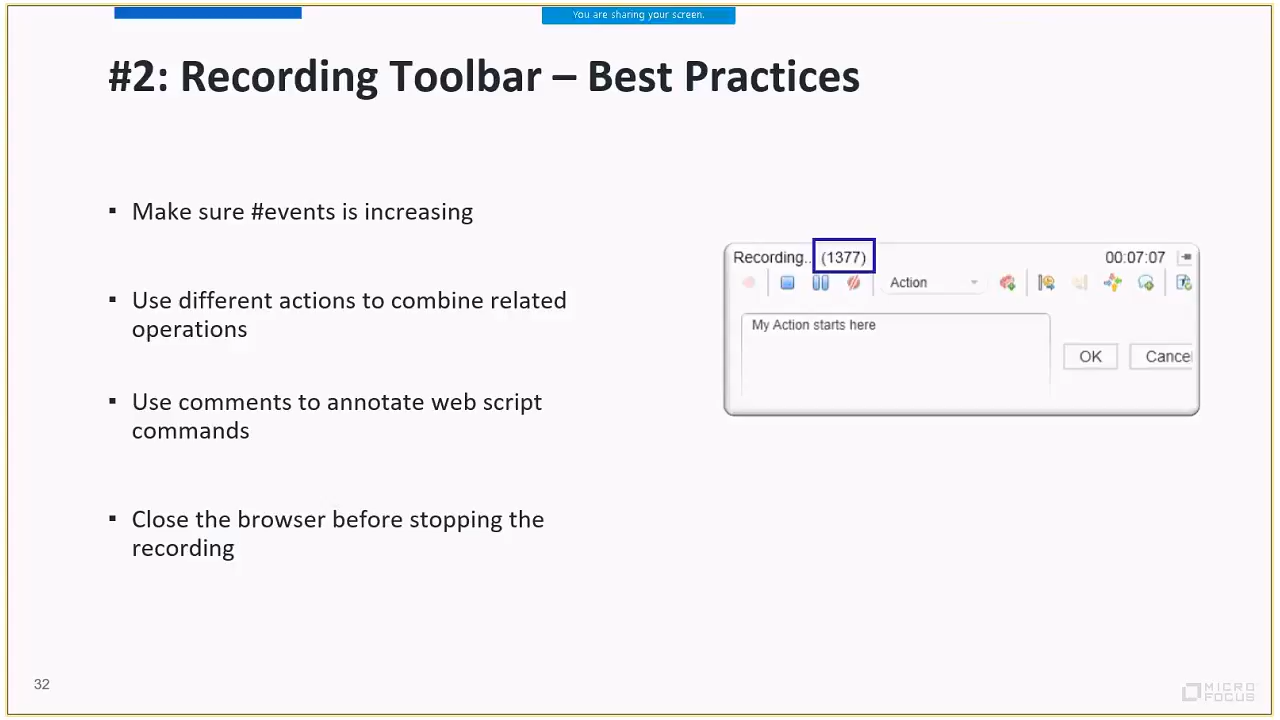 You are sharing your screen.
#2: Recording Toolbar – Best Practices
▪ Make sure #events is increasing
▪ Use different actions to combine related
operations
▪ Use comments to annotate web script
commands
▪ Close the browser before stopping the
recording
Recording.. (1377) 00:07:07
Action
My Action starts here
OK Cancel
32
MICRO
FOCUS